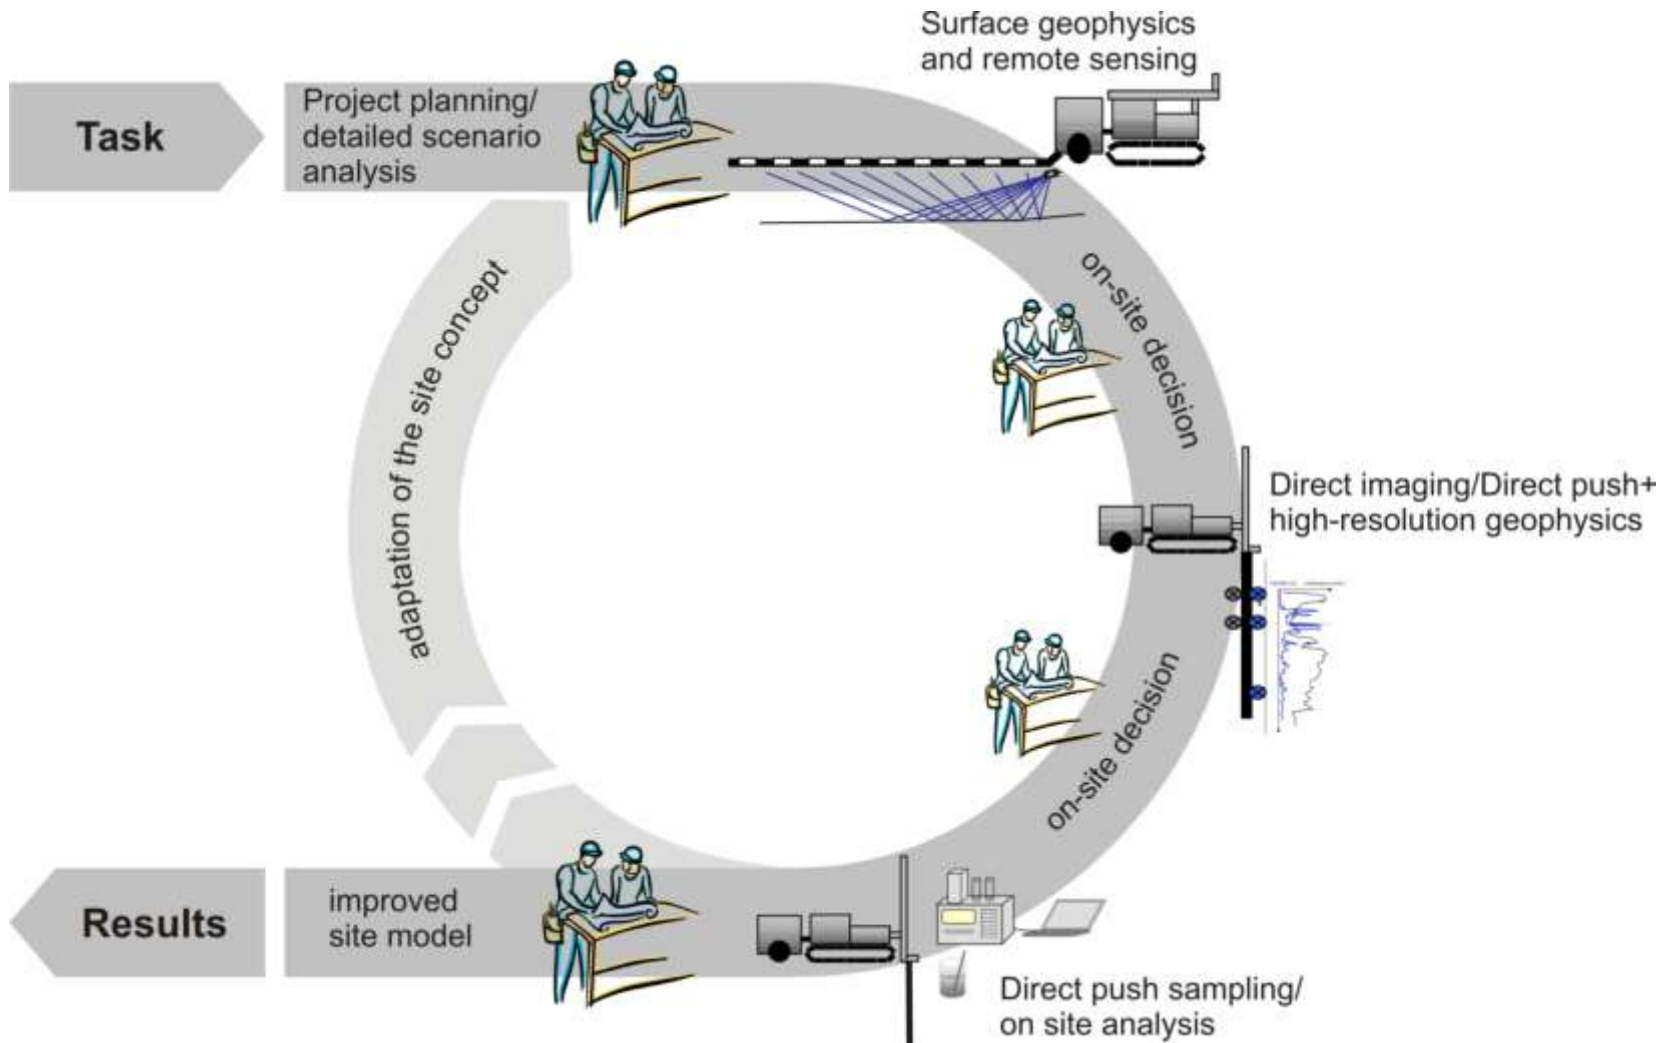 Surface geophysics
and remote sensing
Task
Project planning/
detailed scenario
analysis
on-site decision
adaptation of the site concept
Direct imaging/Direct push+
high-resolution geophysics
on-site decision
Results
improved
site model
Direct push sampling/
on site analysis